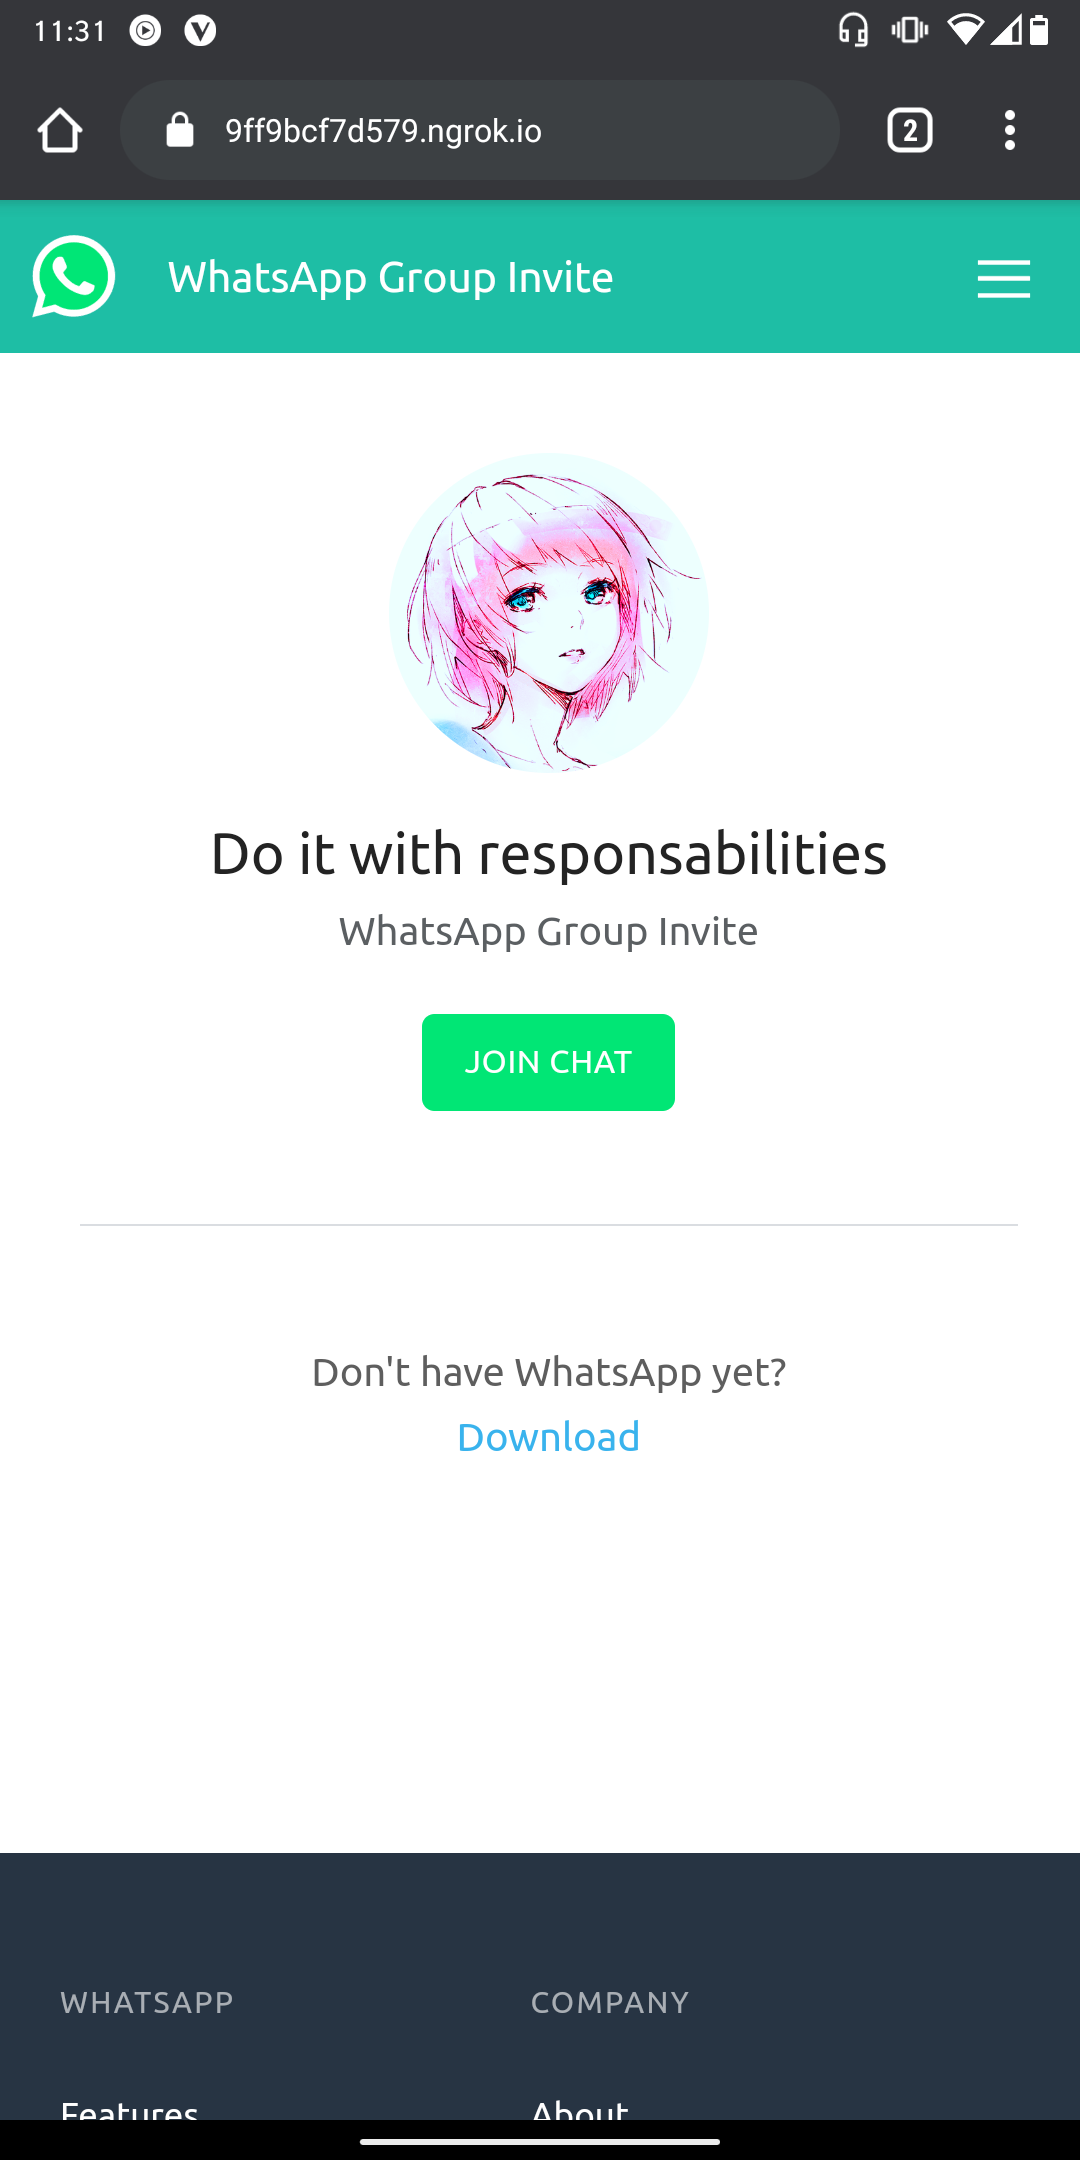 11:31
9ff9bcf7d579.ngrok.io
2
WhatsApp Group Invite
Do it with responsabilities
WhatsApp Group Invite
JOIN CHAT
Don't have WhatsApp yet?
Download
WHATSAPP COMPANY
Features About